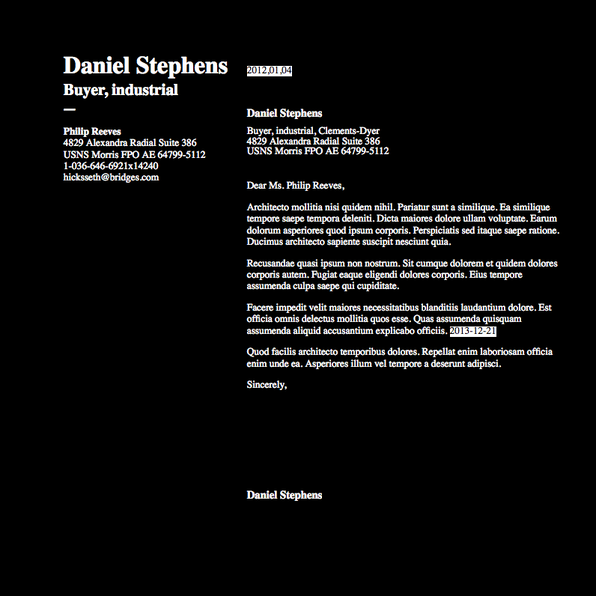 Daniel Stephens
Buyer, industrial
Philip Reeves
4829 Alexandra Radial Suite 386
USNS Morris FPO AE 64799-5112
1-036-646-6921x14240
hicksseth@bridges.com
2012,01,04
Daniel Stephens
Buyer, industrial, Clements-Dyer
4829 Alexandra Radial Suite 386
USNS Morris FPO AE 64799-5112
Dear Ms. Philip Reeves,
Architecto mollitia nisi quidem nihil. Pariatur sunt a similique. Ea similique
tempore saepe tempora deleniti. Dicta maiores dolore ullam voluptate. Earum
dolorum asperiores quod ipsum corporis. Perspiciatis sed itaque saepe ratione.
Ducimus architecto sapiente suscipit nesciunt quia.
Recusandae quasi ipsum non nostrum. Sit cumque dolorem et quidem dolores
corporis autem. Fugiat eaque eligendi dolores corporis. Eius tempore
assumenda culpa saepe qui cupiditate.
Facere impedit velit maiores necessitatibus blanditiis laudantium dolore. Est
officia omnis delectus mollitia quos esse. Quas assumenda quisquam
assumenda aliquid accusantium explicabo officiis. 2013-12-21
Quod facilis architecto temporibus dolores. Repellat enim laboriosam officia
enim unde ea. Asperiores illum vel tempore a deserunt adipisci.
Sincerely,
Daniel Stephens